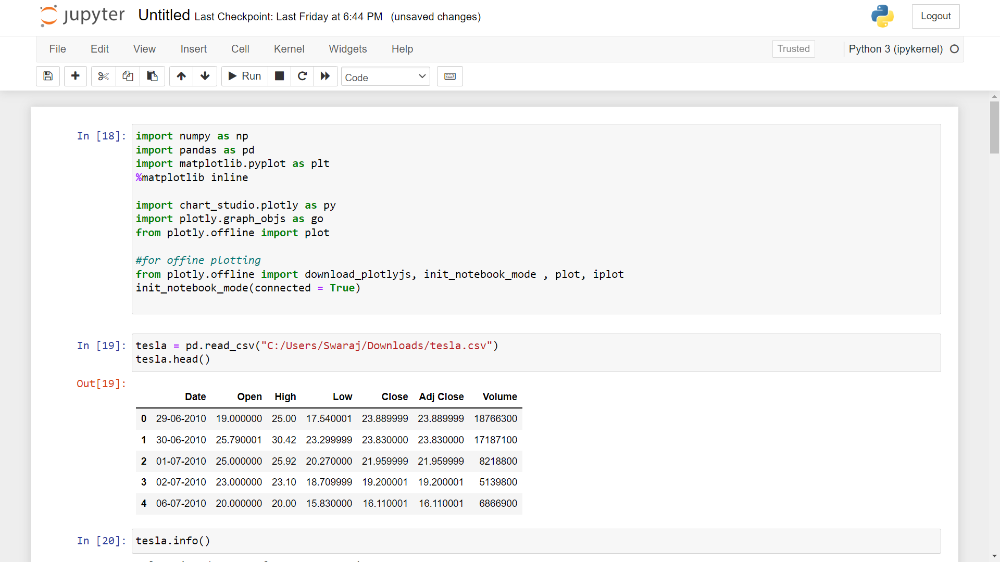 jupyter Untitled Last Checkpoint: Last Friday at 6:44 PM (unsaved changes)
Logout
File Edit View Insert Cell Kernel Widgets Help Trusted Python 3 (ipykernel)
Run Code
In [18]:
import numpy as np
import pandas as pd
import matplotlib.pyplot as plt
%matplotlib inline
import chart_studio.plotly as py
import plotly.graph_objs as go
from plotly.offline import plot
#for offine plotting
from plotly.offline import download_plotlyjs, init_notebook_mode , plot, iplot
init_notebook_mode(connected = True)
In [19]:
tesla = pd.read_csv("C:/Users/Swaraj/Downloads/tesla.csv")
tesla.head()
Out[19]:
Date Open High Low Close Adj Close Volume
0 29-06-2010 19.000000 25.00 17.540001 23.889999 23.889999 18766300
1 30-06-2010 25.790001 30.42 23.299999 23.830000 23.830000 17187100
2 01-07-2010 25.000000 25.92 20.270000 21.959999 21.959999 8218800
3 02-07-2010 23.000000 23.10 18.709999 19.200001 19.200001 5139800
4 06-07-2010 20.000000 20.00 15.830000 16.110001 16.110001 6866900
In [20]:
tesla.info()